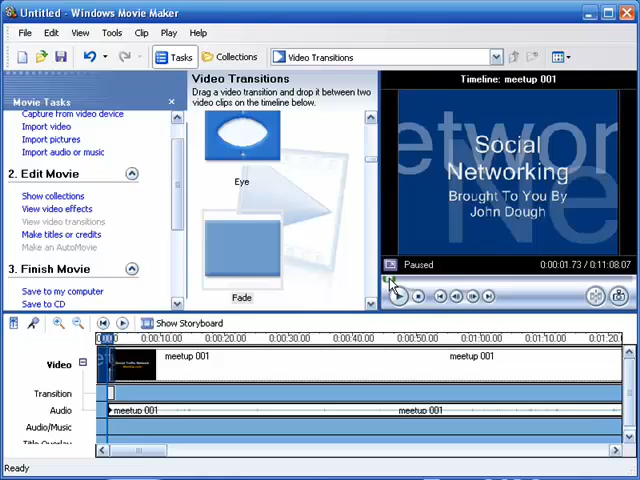 Untitled - Windows Movie Maker
File Edit View Tools Clip Play Help
Tasks Collections Video Transitions
Movie Tasks
Capture from video device
Import video
Import pictures
Import audio or music
2. Edit Movie
Show collections
View video effects
View video transitions
Make titles or credits
Make an AutoMovie
3. Finish Movie
Save to my computer
Save to CD
Video Transitions
Drag a video transition and drop it between two
video clips on the timeline below.
Eye
Fade
Timeline: meetup 001
etwor
Ne
Social
Networking
Brought To You By
John Dough
Paused 0:00:01.73 / 0:11:08.07
Show Storyboard
0:00:10.00 0:00:20.00 0:00:30.00 0:00:40.00 0:00:50.00 0:01:00.00 0:01:10.00 0:01:20
Video meetup 001 meetup 001
Transition
Audio meetup 001 meetup 001
Audio/Music
Title Overlay
Ready